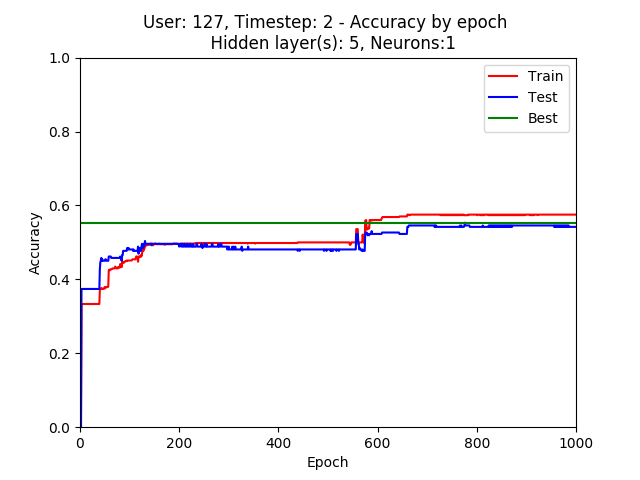 User: 127, Timestep: 2 - Accuracy by epoch
Hidden layer(s): 5, Neurons:1
1.0
0.8
0.6
0.4
0.2
0.0
Accuracy
Train
Test
Best
0 200 400 600 800 1000
Epoch